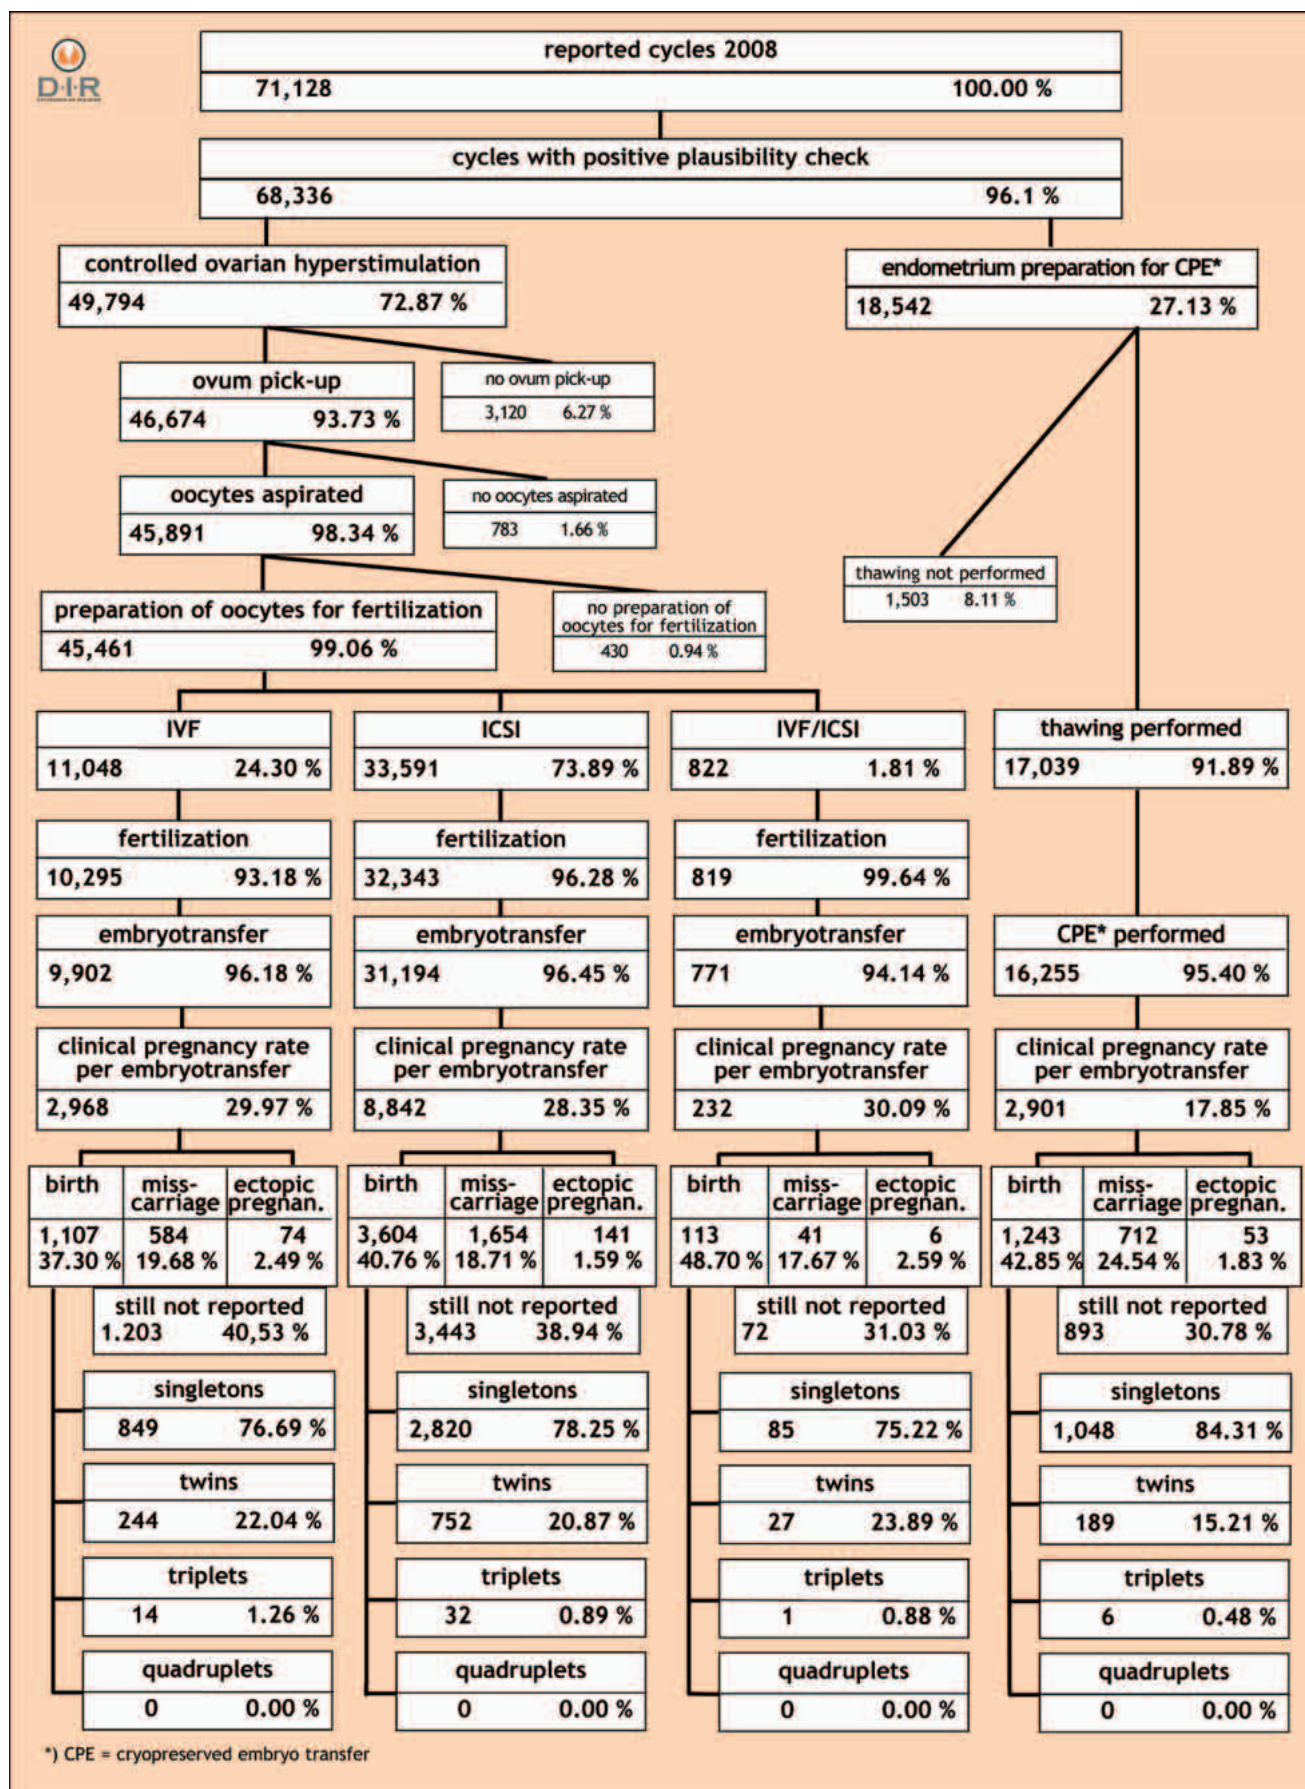 D·I·R
reported cycles 2008
71,128 100.00 %
cycles with positive plausibility check
68,336 96.1 %
controlled ovarian hyperstimulation
49,794 72.87 %
endometrium preparation for CPE*
18,542 27.13 %
ovum pick-up
46,674 93.73 %
no ovum pick-up
3,120 6.27 %
oocytes aspirated
45,891 98.34 %
no oocytes aspirated
783 1.66 %
thawing not performed
1,503 8.11 %
preparation of oocytes for fertilization
45,461 99.06 %
no preparation of
oocytes for fertilization
430 0.94 %
IVF
11,048 24.30 %
fertilization
10,295 93.18 %
embryotransfer
9,902 96.18 %
clinical pregnancy rate
per embryotransfer
2,968 29.97 %
birth miss- ectopic
carriage pregnan.
1,107 584 74
37.30 % 19.68 % 2.49 %
still not reported
1.203 40,53 %
singletons
849 76.69 %
twins
244 22.04 %
triplets
14 1.26 %
quadruplets
0 0.00 %
ICSI
33,591 73.89 %
fertilization
32,343 96.28 %
embryotransfer
31,194 96.45 %
clinical pregnancy rate
per embryotransfer
8,842 28.35 %
birth miss- ectopic
carriage pregnan.
3,604 1,654 141
40.76 % 18.71 % 1.59 %
still not reported
3,443 38.94 %
singletons
2,820 78.25 %
twins
752 20.87 %
triplets
32 0.89 %
quadruplets
0 0.00 %
IVF/ICSI
822 1.81 %
fertilization
819 99.64 %
embryotransfer
771 94.14 %
clinical pregnancy rate
per embryotransfer
232 30.09 %
birth miss- ectopic
carriage pregnan.
113 41 6
48.70 % 17.67 % 2.59 %
still not reported
72 31.03 %
singletons
85 75.22 %
twins
27 23.89 %
triplets
1 0.88 %
quadruplets
0 0.00 %
thawing performed
17,039 91.89 %
CPE* performed
16,255 95.40 %
clinical pregnancy rate
per embryotransfer
2,901 17.85 %
birth miss- ectopic
carriage pregnan.
1,243 712 53
42.85 % 24.54 % 1.83 %
still not reported
893 30.78 %
singletons
1,048 84.31 %
twins
189 15.21 %
triplets
6 0.48 %
quadruplets
0 0.00 %
*) CPE = cryopreserved embryo transfer